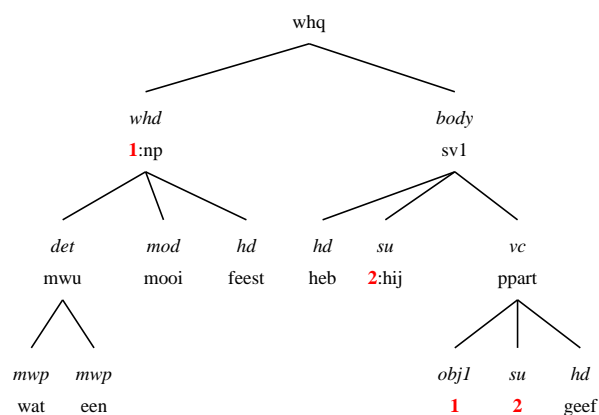 whq
whd body
1:np sv1
det mod hd hd su vc
mwu mooi feest heb 2:hij ppart
mwp mwp obj1 su hd
wat een 1 2 geef